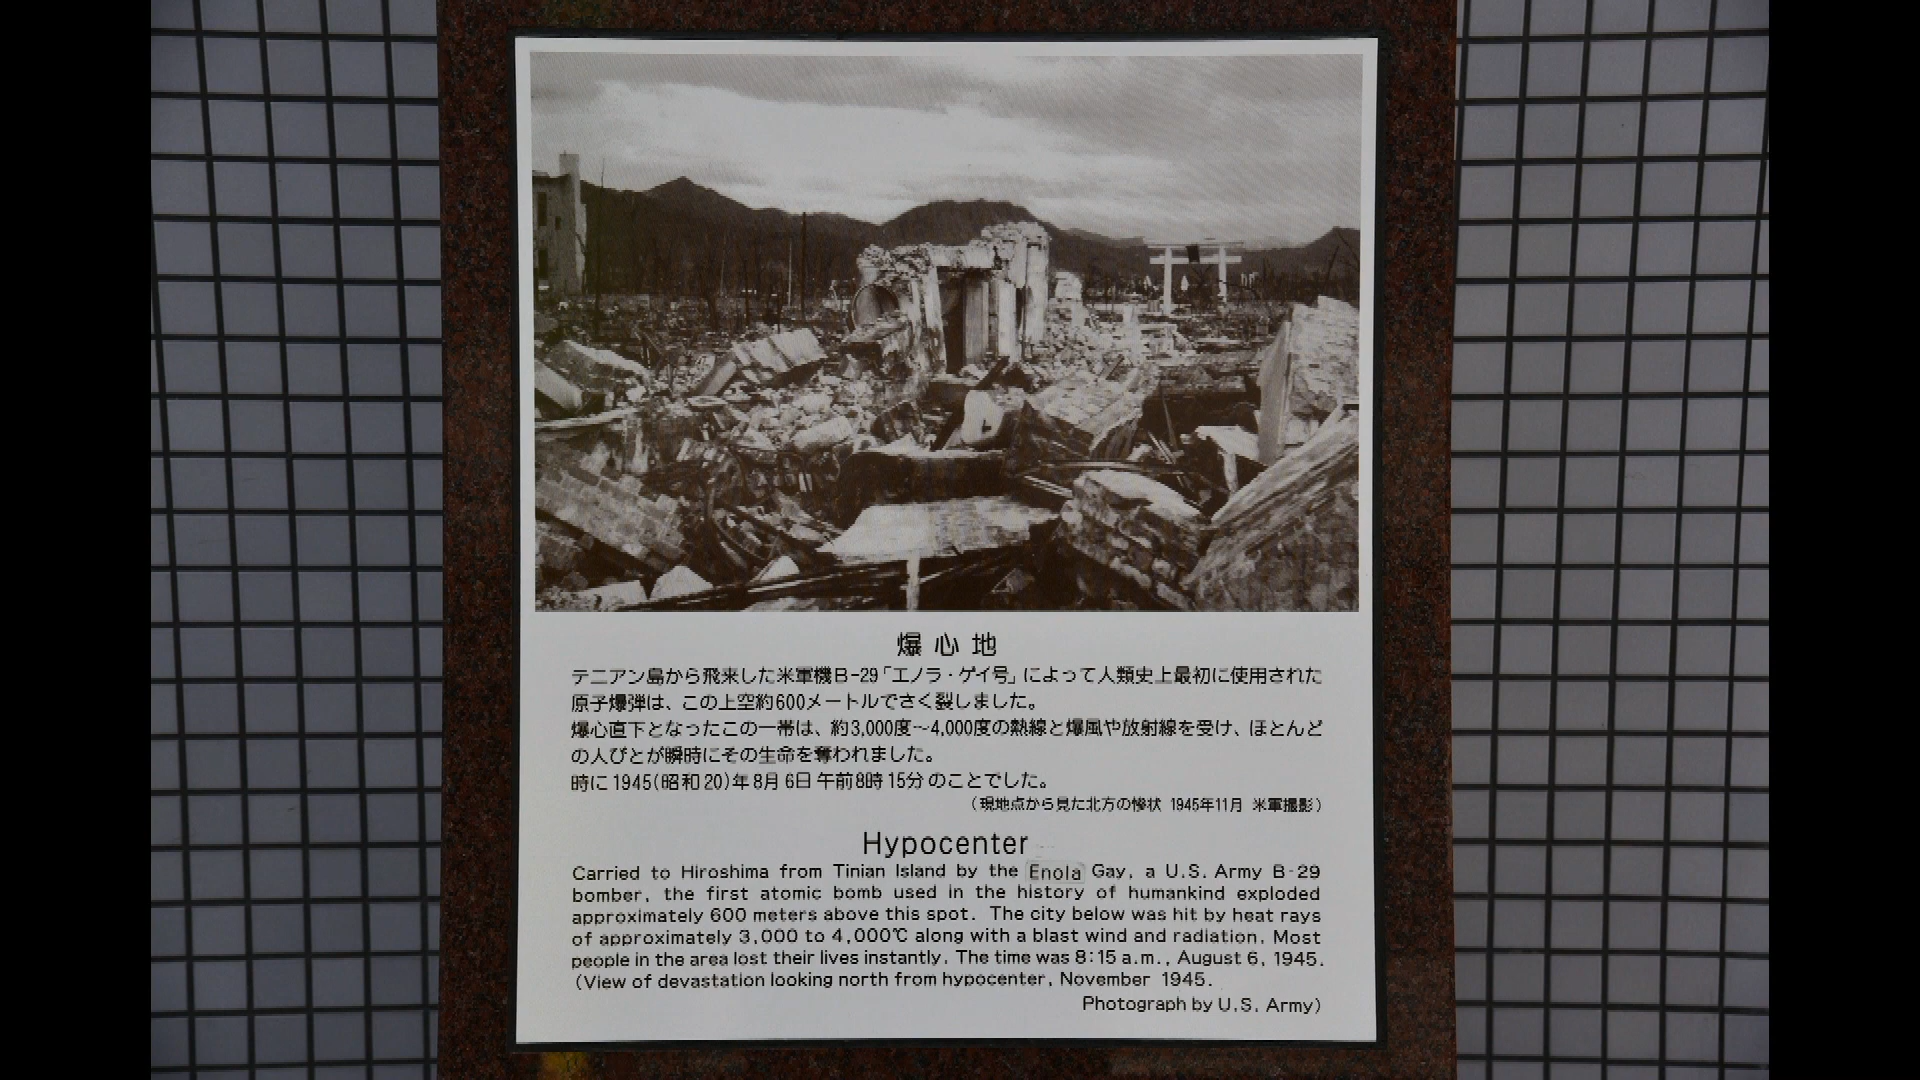 爆心地
テニアン島から飛来した米軍機B-29「エノラ・ゲイ号」によって人類史上最初に使用された
原子爆弾は、この上空約600メートルでさく裂しました。
爆心直下となったこの一帯は、約3,000度〜4,000度の熱線と爆風や放射線を受け、ほとんど
の人びとが瞬時にその生命を奪われました。
時に1945(昭和20)年8月6日午前8時15分のことでした。
(現地点から見た北方の惨状 1945年11月 米軍撮影)
Hypocenter
Carried to Hiroshima from Tinian Island by the Enola Gay, a U.S. Army B-29
bomber, the first atomic bomb used in the history of humankind exploded
approximately 600 meters above this spot. The city below was hit by heat rays
of approximately 3,000 to 4,000℃ along with a blast wind and radiation. Most
people in the area lost their lives instantly. The time was 8:15 a.m., August 6, 1945.
(View of devastation looking north from hypocenter, November 1945.
Photograph by U.S. Army)